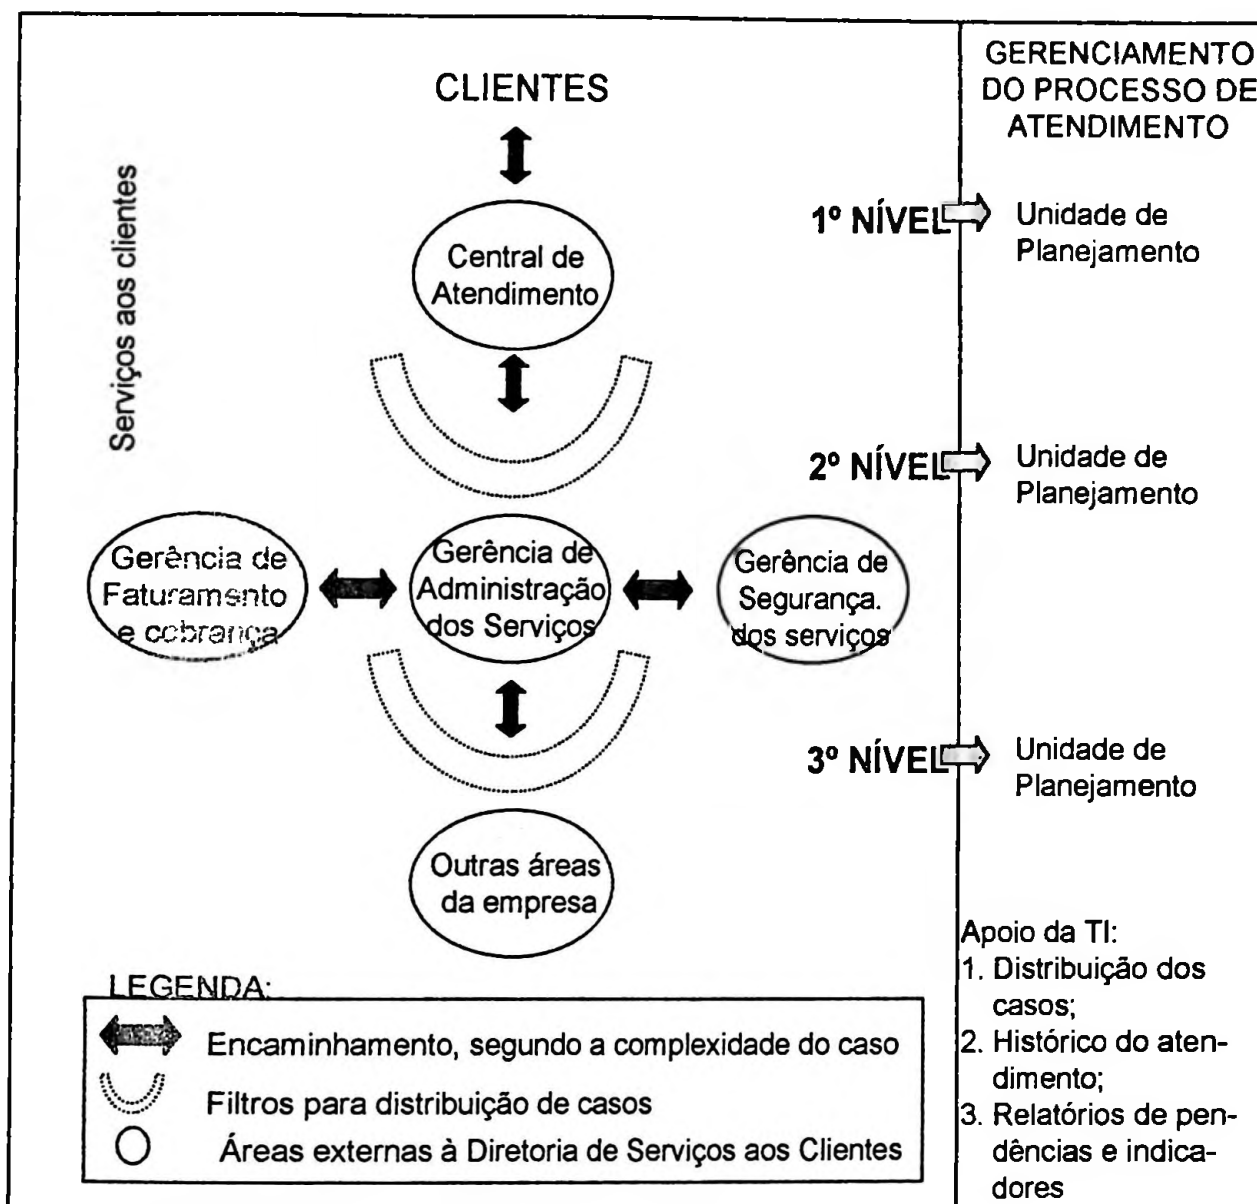 CLIENTES
Serviços aos clientes
Central de
Atendimento
Gerência de
Faturamento
e cobrança
Gerência de
Administração
dos Serviços
Gerência de
Segurança.
dos serviços
Outras áreas
da empresa
1º NÍVEL
2º NÍVEL
3º NÍVEL
GERENCIAMENTO
DO PROCESSO DE
ATENDIMENTO
Unidade de
Planejamento
Unidade de
Planejamento
Unidade de
Planejamento
Apoio da TI:
1. Distribuição dos
casos;
2. Histórico do aten-
dimento;
3. Relatórios de pen-
dências e indica-
dores
LEGENDA:
Encaminhamento, segundo a complexidade do caso
Filtros para distribuição de casos
Áreas externas à Diretoria de Serviços aos Clientes